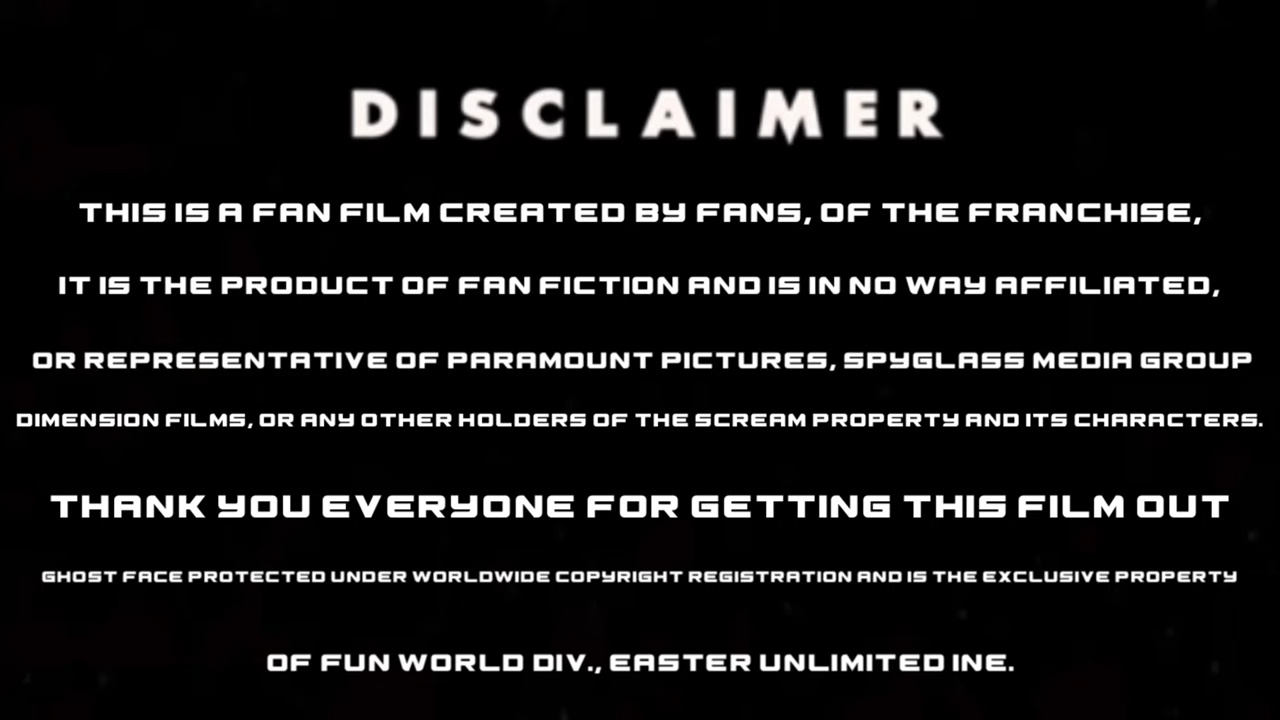 DISCLAIMER
THIS IS A FAN FILM CREATED BY FANS, OF THE FRANCHISE,
IT IS THE PRODUCT OF FAN FICTION AND IS IN NO WAY AFFILIATED,
OR REPRESENTATIVE OF PARAMOUNT PICTURES, SPYGLASS MEDIA GROUP
DIMENSION FILMS, OR ANY OTHER HOLDERS OF THE SCREAM PROPERTY AND ITS CHARACTERS.
THANK YOU EVERYONE FOR GETTING THIS FILM OUT
GHOST FACE PROTECTED UNDER WORLDWIDE COPYRIGHT REGISTRATION AND IS THE EXCLUSIVE PROPERTY
OF FUN WORLD DIV., EASTER UNLIMITED INE.